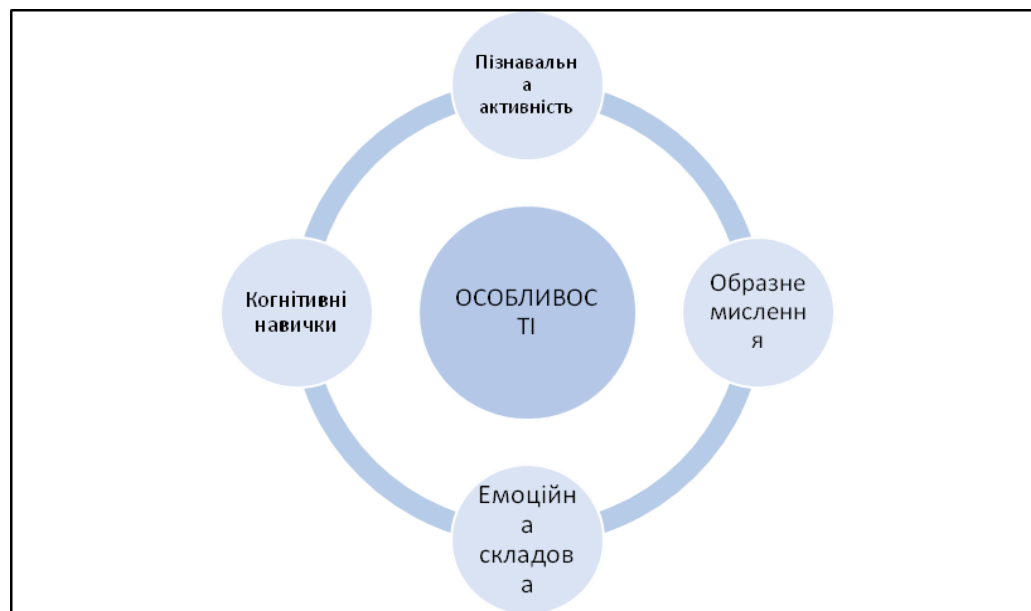 Пізнавальн
а
активність
Когнітивні
навички
ОСОБЛИВОС
ТІ
Образне
мисленн
я
Емоційн
а
складов
а